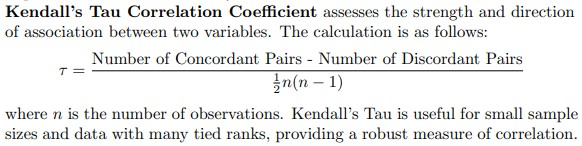 Kendall's Tau Correlation Coefficient assesses the strength and direction
of association between two variables. The calculation is as follows:
τ = \frac{Number of Concordant Pairs - Number of Discordant Pairs}{\frac{1}{2}n(n − 1)}
where n is the number of observations. Kendall's Tau is useful for small sample
sizes and data with many tied ranks, providing a robust measure of correlation.